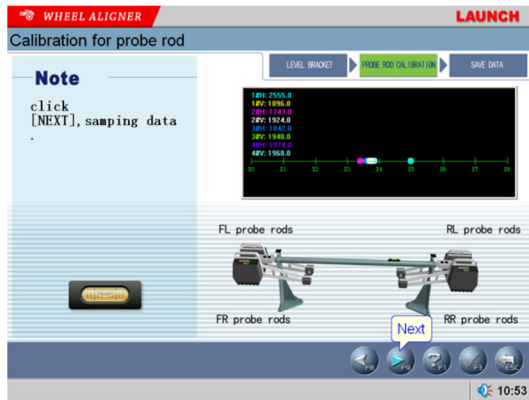 WHEEL ALIGNER
LAUNCH
Calibration for probe rod
LEVEL BRACKET
PROBE ROD CALIBRATION
SAVE DATA
Note
click
[NEXT],samping data
.
1#H: 2555.0
1#V: 1896.0
2#H: 1743.0
2#V: 1924.0
3#H: 1842.0
3#V: 1940.0
4#H: 1974.0
4#V: 1968.0
FL probe rods
RL probe rods
FR probe rods
RR probe rods
Next
F8
F9
F1
F3
ESC
10:53